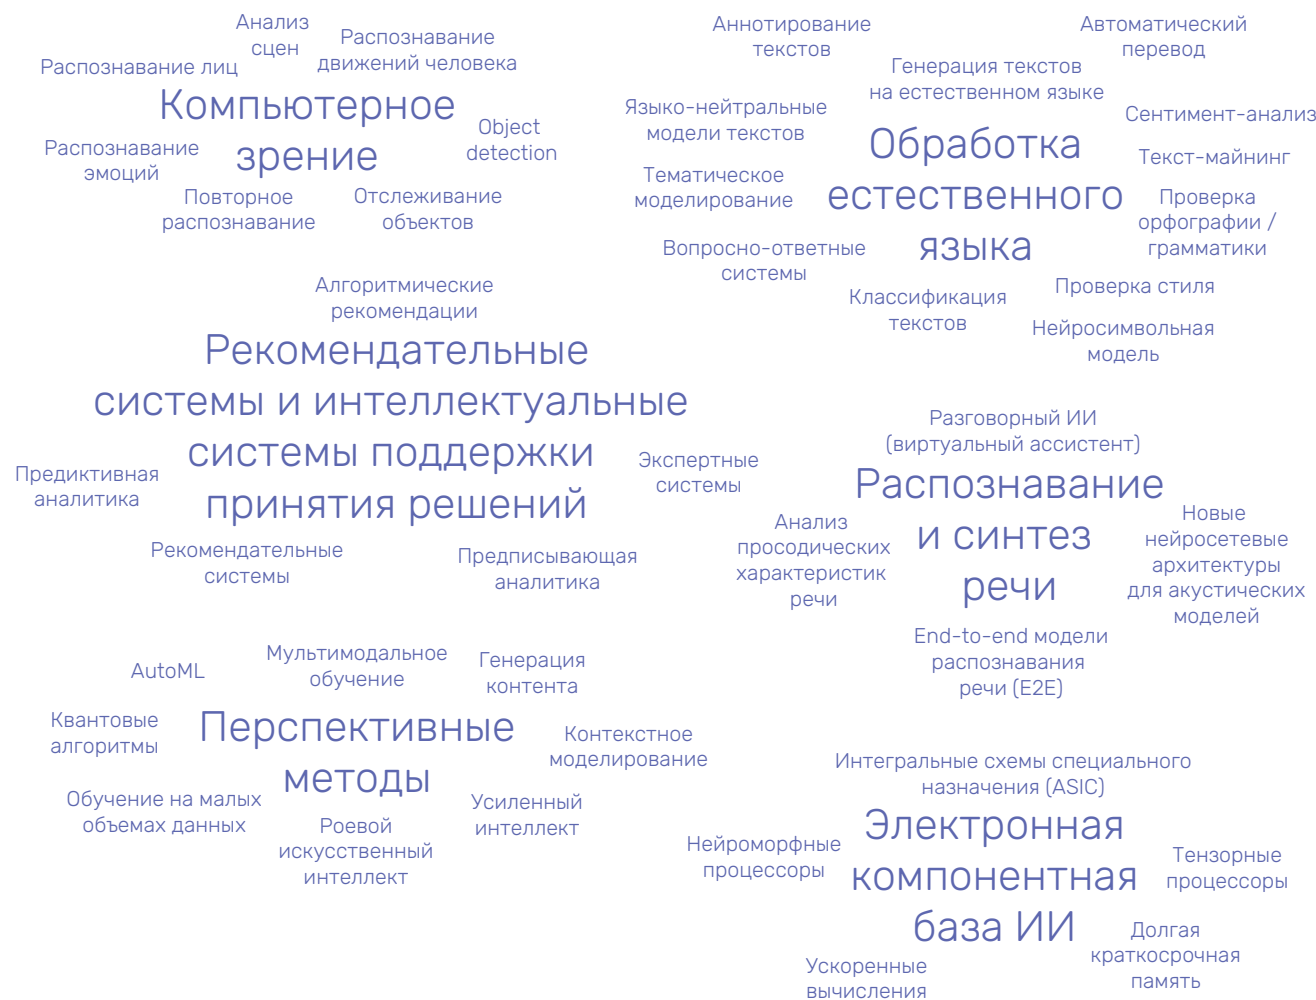 Анализ
сцен
Распознавание
движений человека
Распознавание лиц
Компьютерное
зрение
Object
detection
Распознавание
эмоций
Повторное
распознавание
Отслеживание
объектов
Аннотирование
текстов
Автоматический
перевод
Генерация текстов
на естественном языке
Языко-нейтральные
модели текстов
Сентимент-анализ
Обработка
естественного
языка
Текст-майнинг
Тематическое
моделирование
Проверка
орфографии /
грамматики
Вопросно-ответные
системы
Проверка стиля
Классификация
текстов
Нейросимвольная
модель
Алгоритмические
рекомендации
Рекомендательные
системы и интеллектуальные
системы поддержки
принятия решений
Предиктивная
аналитика
Экспертные
системы
Рекомендательные
системы
Предписывающая
аналитика
Разговорный ИИ
(виртуальный ассистент)
Распознавание
и синтез
речи
Анализ
просодических
характеристик
речи
Новые
нейросетевые
архитектуры
для акустических
моделей
End-to-end модели
распознавания
речи (E2E)
AutoML
Мультимодальное
обучение
Генерация
контента
Квантовые
алгоритмы
Перспективные
методы
Контекстное
моделирование
Обучение на малых
объемах данных
Роевой
искусственный
интеллект
Усиленный
интеллект
Интегральные схемы специального
назначения (ASIC)
Электронная
компонентная
база ИИ
Нейроморфные
процессоры
Тензорные
процессоры
Долгая
краткосрочная
память
Ускоренные
вычисления